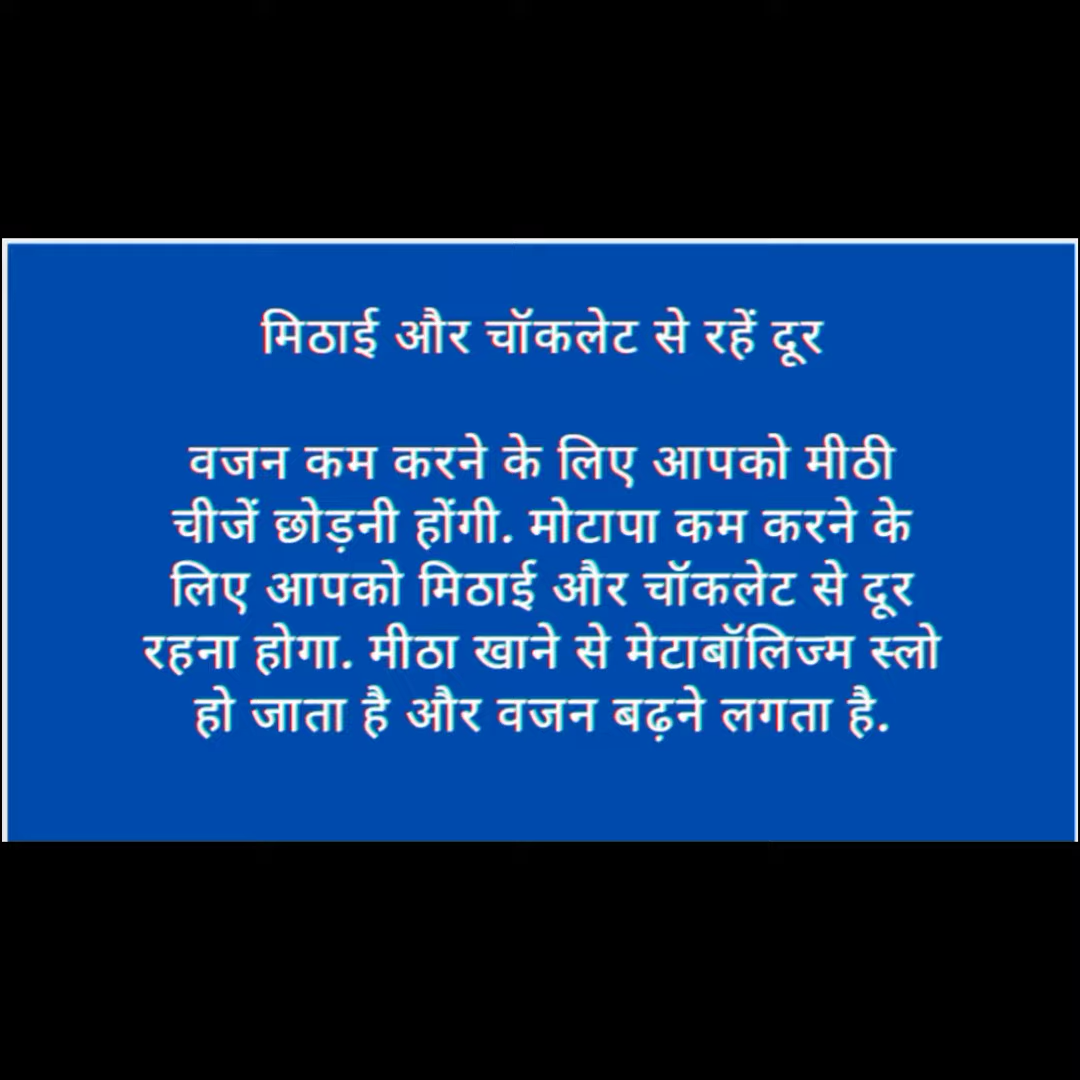 मिठाई और चॉकलेट से रहें दूर
वजन कम करने के लिए आपको मीठी
चीजें छोड़नी होंगी. मोटापा कम करने के
लिए आपको मिठाई और चॉकलेट से दूर
रहना होगा. मीठा खाने से मेटाबॉलिज्म स्लो
हो जाता है और वजन बढ़ने लगता है.